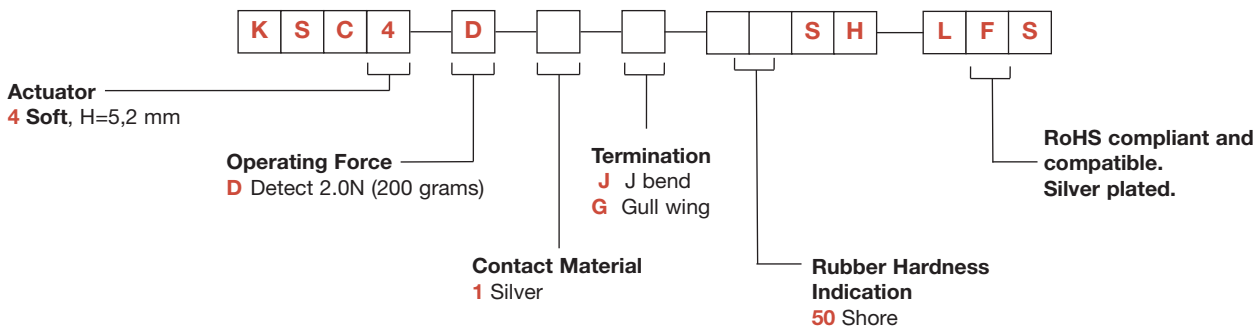 K S C 4 D S H L F S
Actuator
4 Soft, H=5,2 mm
Operating Force
D Detect 2.0N (200 grams)
Contact Material
1 Silver
Termination
J J bend
G Gull wing
Rubber Hardness
Indication
50 Shore
RoHS compliant and
compatible.
Silver plated.